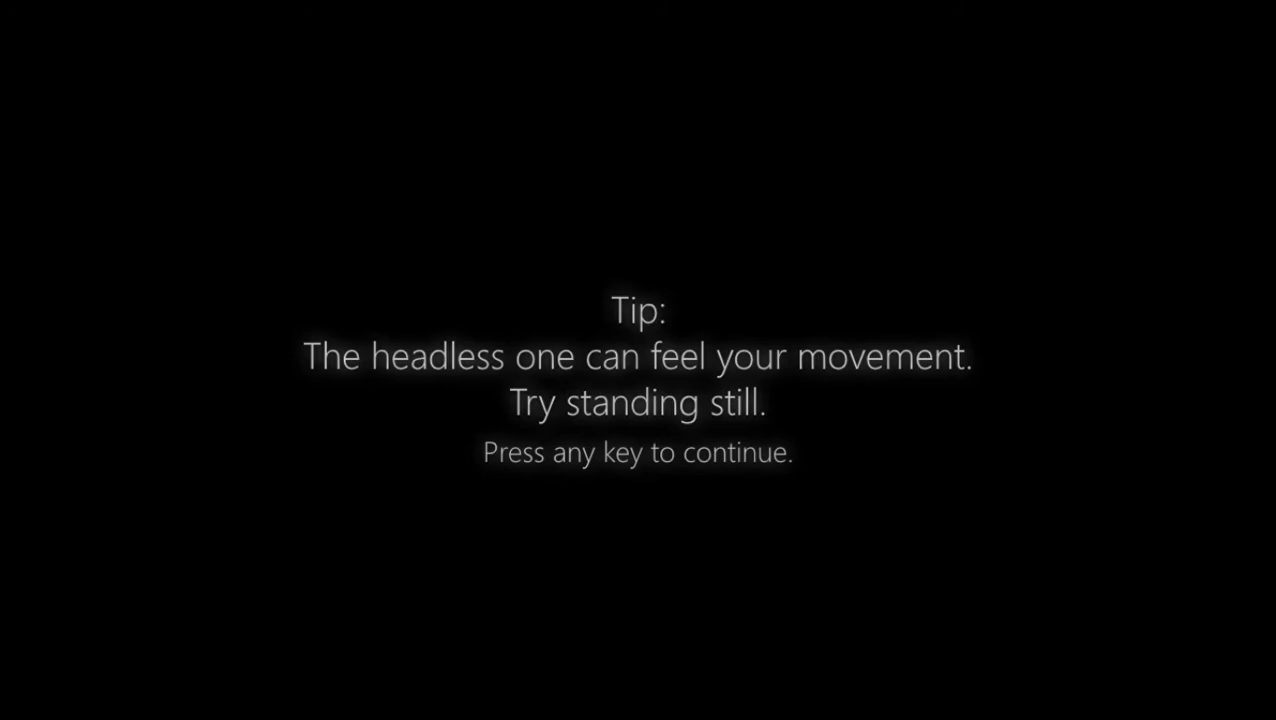 Tip:
The headless one can feel your movement.
Try standing still.
Press any key to continue.